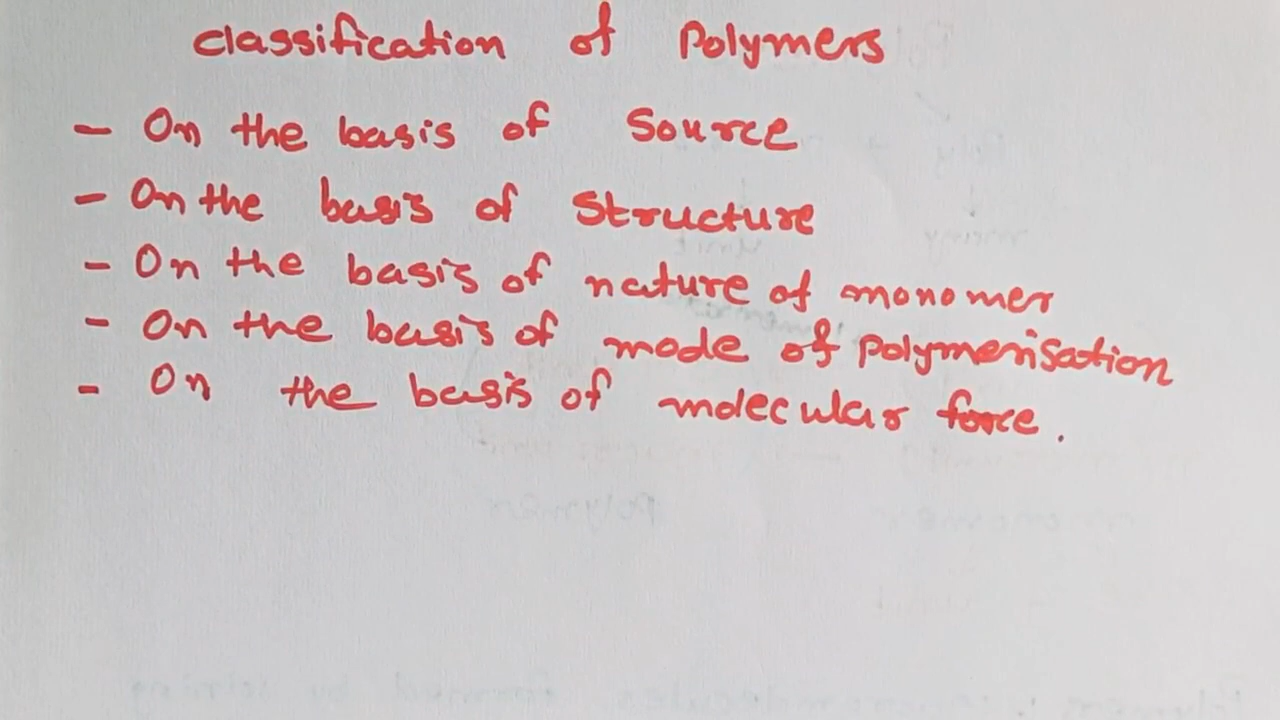 classification of Polymers
- On the basis of Source
- On the basis of Structure
- On the basis of nature of monomer
- On the basis of mode of polymerisation
- On the basis of molecular force.